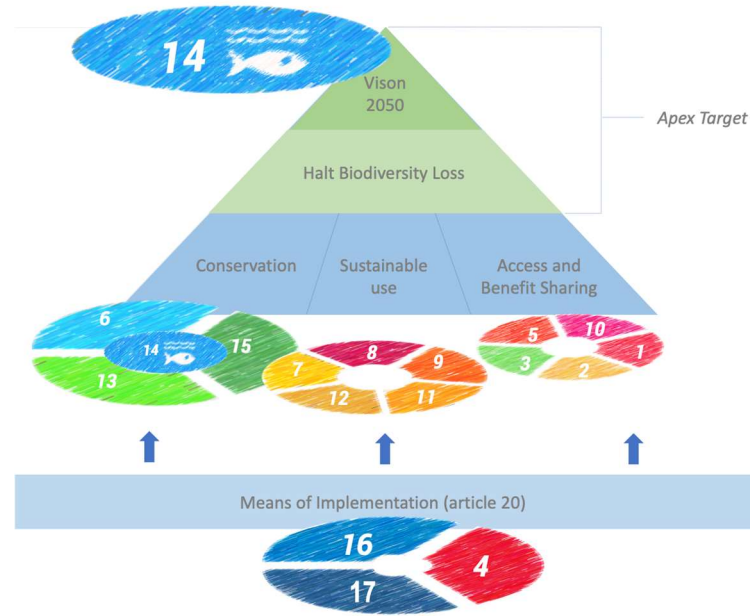 14
Vison
2050
Apex Target
Halt Biodiversity Loss
Conservation
Sustainable
use
Access and
Benefit Sharing
6
14
15
13
8
7
9
12
11
5
10
3
1
2
Means of Implementation (article 20)
16
4
17